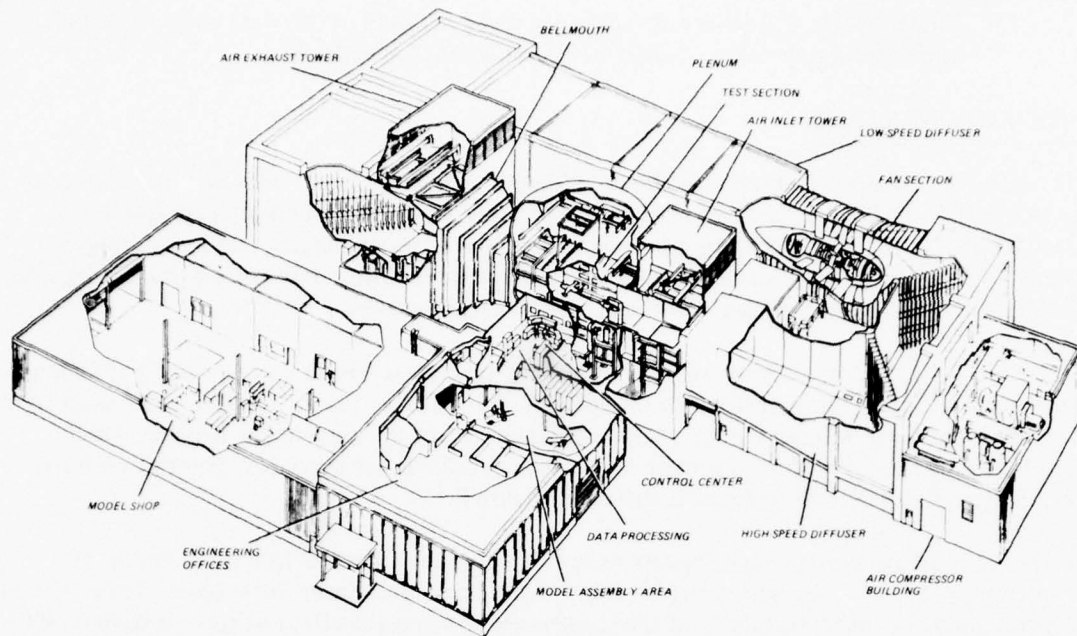 BELLMOUTH
AIR EXHAUST TOWER
PLENUM
TEST SECTION
AIR INLET TOWER
LOW SPEED DIFFUSER
FAN SECTION
MODEL SHOP
ENGINEERING
OFFICES
MODEL ASSEMBLY AREA
DATA PROCESSING
CONTROL CENTER
HIGH SPEED DIFFUSER
AIR COMPRESSOR
BUILDING